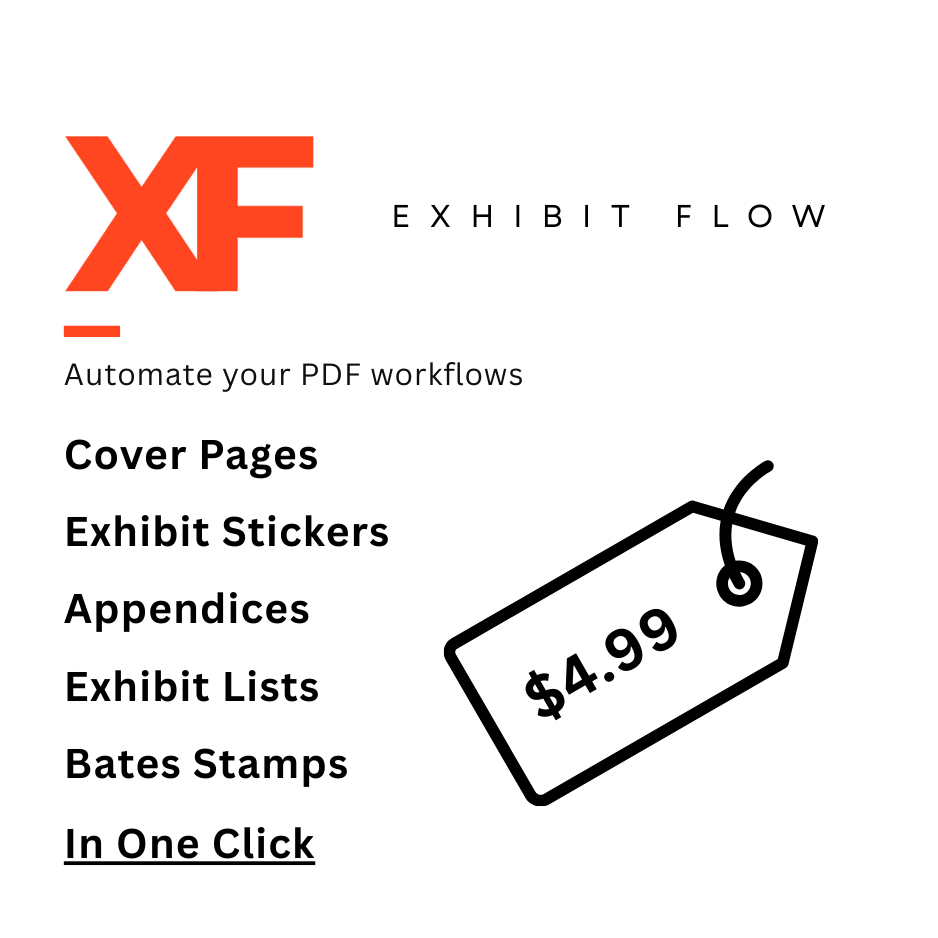 XF
EXHIBIT FLOW
Automate your PDF workflows
Cover Pages
Exhibit Stickers
Appendices
Exhibit Lists
Bates Stamps
In One Click
$4.99